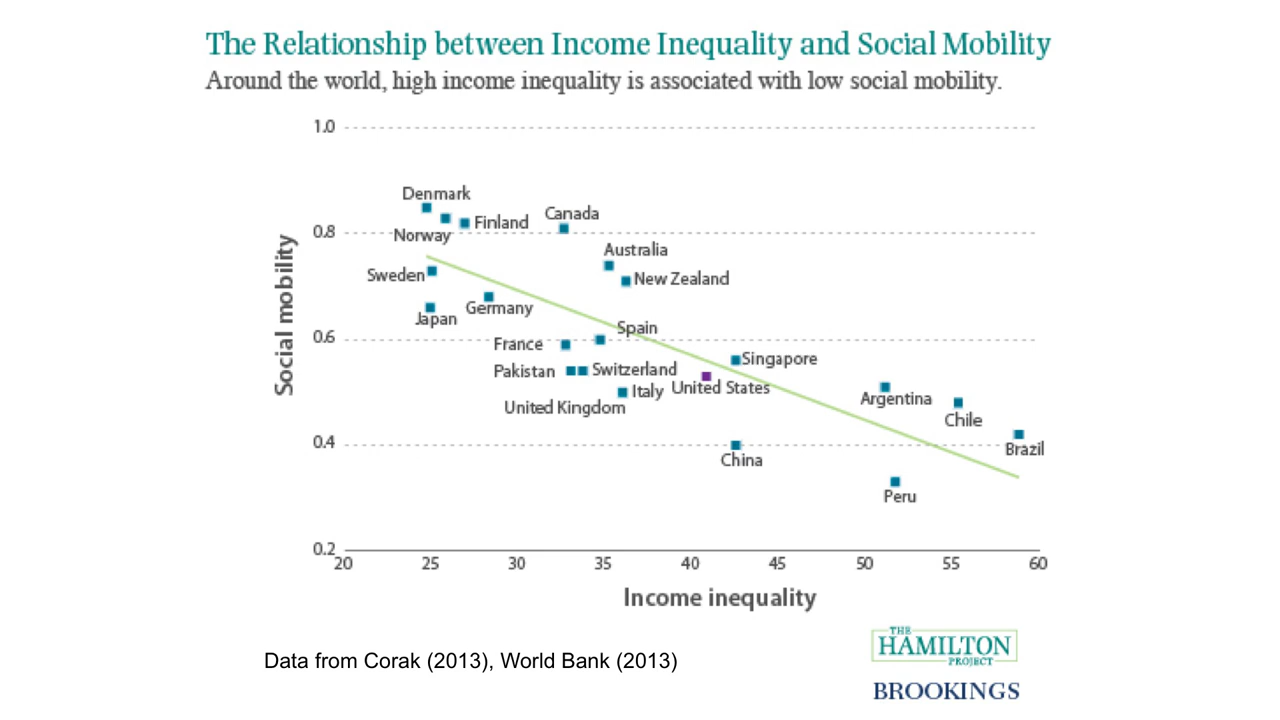 The Relationship between Income Inequality and Social Mobility
Around the world, high income inequality is associated with low social mobility.
1.0
Denmark
Canada
Finland
0.8
Norway
Australia
Sweden
New Zealand
Germany
Japan
Spain
0.6
France
Singapore
Pakistan
Switzerland
United States
Italy
Argentina
United Kingdom
Chile
0.4
Brazil
China
Peru
0.2
Social mobility
20 25 30 35 40 45 50 55 60
Income inequality
Data from Corak (2013), World Bank (2013)
THE
HAMILTON
PROJECT
BROOKINGS